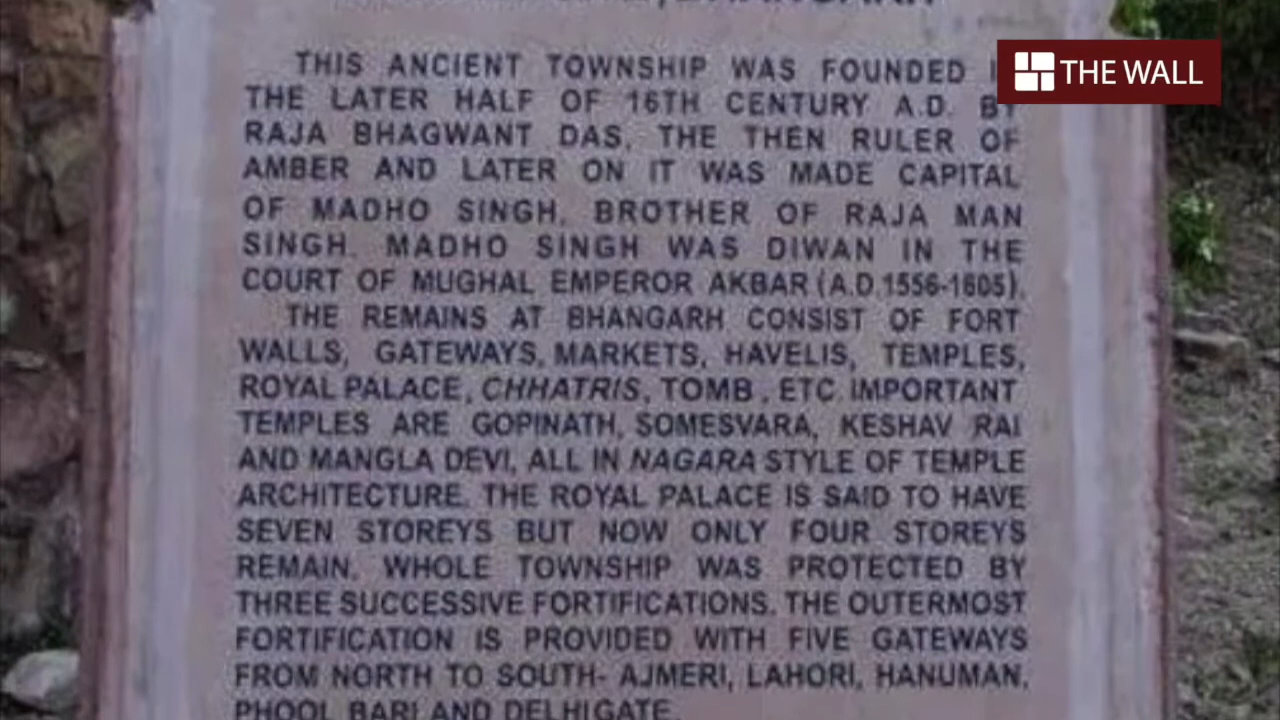 THE WALL
THIS ANCIENT TOWNSHIP WAS FOUNDED
THE LATER HALF OF 16TH CENTURY A.D. BY
RAJA BHAGWANT DAS, THE THEN RULER OF
AMBER AND LATER ON IT WAS MADE CAPITAL
OF MADHO SINGH, BROTHER OF RAJA MAN
SINGH. MADHO SINGH WAS DIWAN IN THE
COURT OF MUGHAL EMPEROR AKBAR (A.D.1556-1605).
THE REMAINS AT BHANGARH CONSIST OF FORT
WALLS, GATEWAYS, MARKETS, HAVELIS, TEMPLES,
ROYAL PALACE, CHHATRIS, TOMB , ETC IMPORTANT
TEMPLES ARE GOPINATH, SOMESVARA, KESHAV RAI
AND MANGLA DEVI, ALL IN NAGARA STYLE OF TEMPLE
ARCHITECTURE. THE ROYAL PALACE IS SAID TO HAVE
SEVEN STOREYS BUT NOW ONLY FOUR STOREYS
REMAIN. WHOLE TOWNSHIP WAS PROTECTED BY
THREE SUCCESSIVE FORTIFICATIONS. THE OUTERMOST
FORTIFICATION IS PROVIDED WITH FIVE GATEWAYS
FROM NORTH TO SOUTH- AJMERI, LAHORI, HANUMAN,
PHOOL BARI AND DELHI GATE.